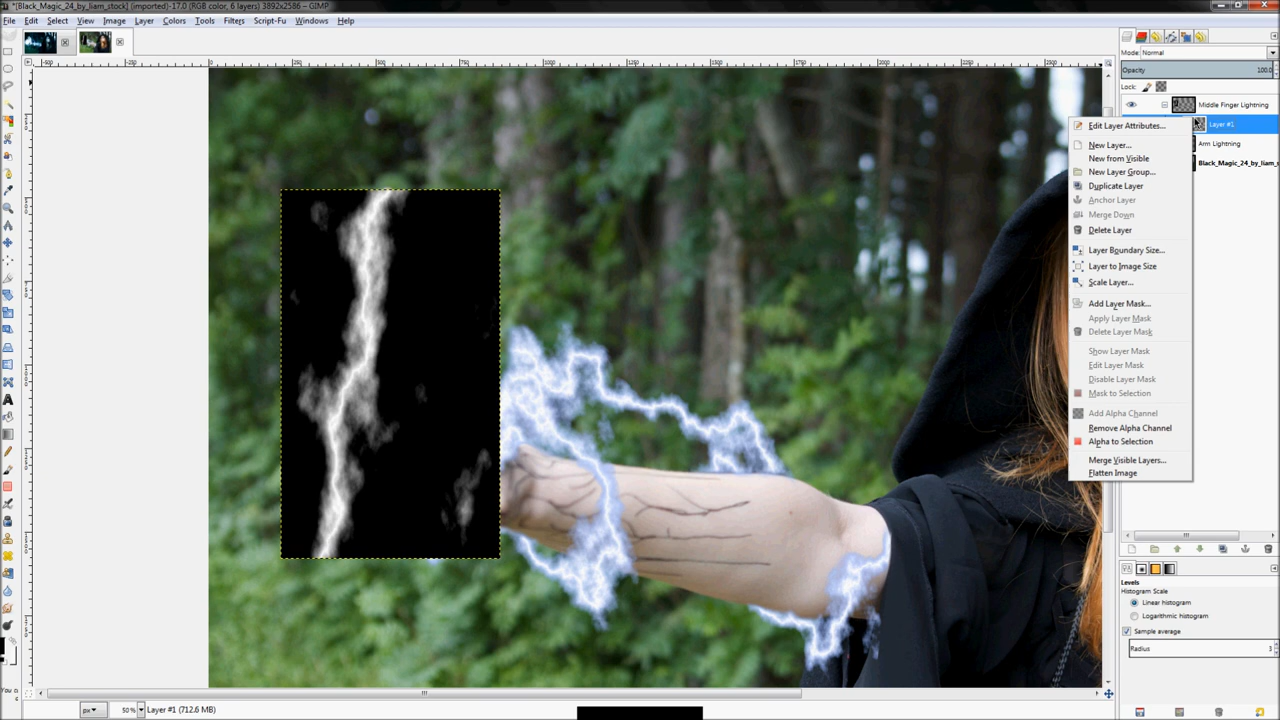 *[Black_Magic_24_by_liam_stock] (imported)-17.0 (RGB color, 6 layers) 3892x2586 – GIMP
File Edit Select View Image Layer Colors Tools Filters Script-Fu Windows Help
Mode: Normal
Opacity 100.0
Lock:
Middle Finger Lightning
Layer #1
Arm Lightning
Black_Magic_24_by_liam_s
Edit Layer Attributes...
New Layer...
New from Visible
New Layer Group...
Duplicate Layer
Anchor Layer
Merge Down
Delete Layer
Layer Boundary Size...
Layer to Image Size
Scale Layer...
Add Layer Mask...
Apply Layer Mask
Delete Layer Mask
Show Layer Mask
Edit Layer Mask
Disable Layer Mask
Mask to Selection
Add Alpha Channel
Remove Alpha Channel
Alpha to Selection
Merge Visible Layers...
Flatten Image
Levels
Histogram Scale
Linear histogram
Logarithmic histogram
Sample average
Radius 3
You a
px 50% Layer #1 (712.6 MB)